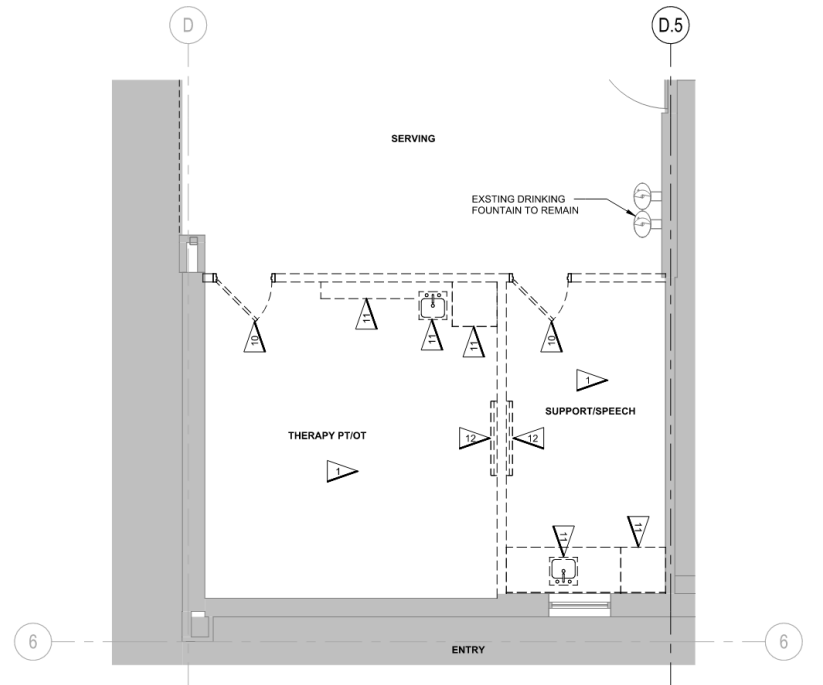 D
D.5
SERVING
EXSTING DRINKING
FOUNTAIN TO REMAIN
10
11
11
11
10
1
SUPPORT/SPEECH
THERAPY PT/OT
12
12
1
11
11
6
6
ENTRY